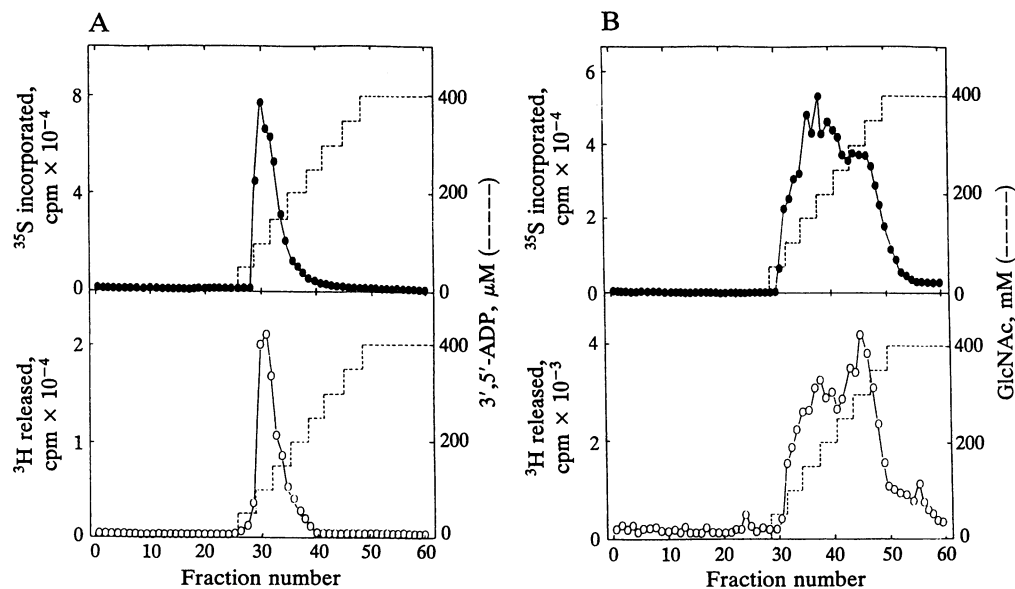 A
³⁵S incorporated,
cpm × 10⁻⁴
8
4
0
400
200
0
³H released,
cpm × 10⁻⁴
2
1
0
400
200
0
3′,5′-ADP, μM (-----)
0 10 20 30 40 50 60
Fraction number
B
³⁵S incorporated,
cpm × 10⁻⁴
6
4
2
0
400
200
0
³H released,
cpm × 10⁻³
4
2
0
400
200
0
GlcNAc, mM (-----)
0 10 20 30 40 50 60
Fraction number